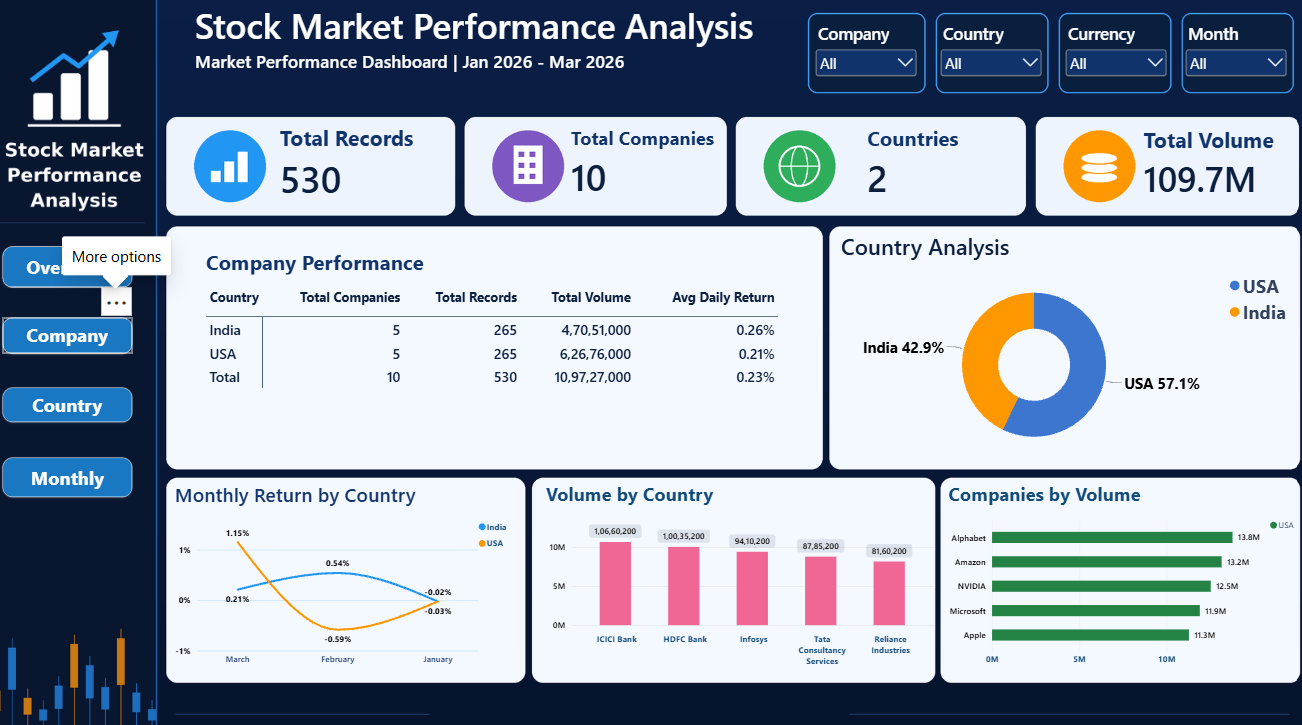 Stock Market Performance Analysis
Market Performance Dashboard | Jan 2026 - Mar 2026
Company
All
Country
All
Currency
All
Month
All
Stock Market
Performance
Analysis
More options
...
Company
Country
Monthly
Total Records
530
Total Companies
10
Countries
2
Total Volume
109.7M
Company Performance
Country Total Companies Total Records Total Volume Avg Daily Return
India 5 265 4,70,51,000 0.26%
USA 5 265 6,26,76,000 0.21%
Total 10 530 10,97,27,000 0.23%
Country Analysis
USA
India
India 42.9%
USA 57.1%
Monthly Return by Country
India
USA
1%
0%
-1%
1.15%
0.21%
0.54%
-0.59%
-0.02%
-0.03%
March February January
Volume by Country
10M
5M
0M
1,06,60,200
1,00,35,200
94,10,200
87,85,200
81,60,200
ICICI Bank
HDFC Bank
Infosys
Tata
Consultancy
Services
Reliance
Industries
Companies by Volume
USA
Alphabet 13.8M
Amazon 13.2M
NVIDIA 12.5M
Microsoft 11.9M
Apple 11.3M
0M 5M 10M